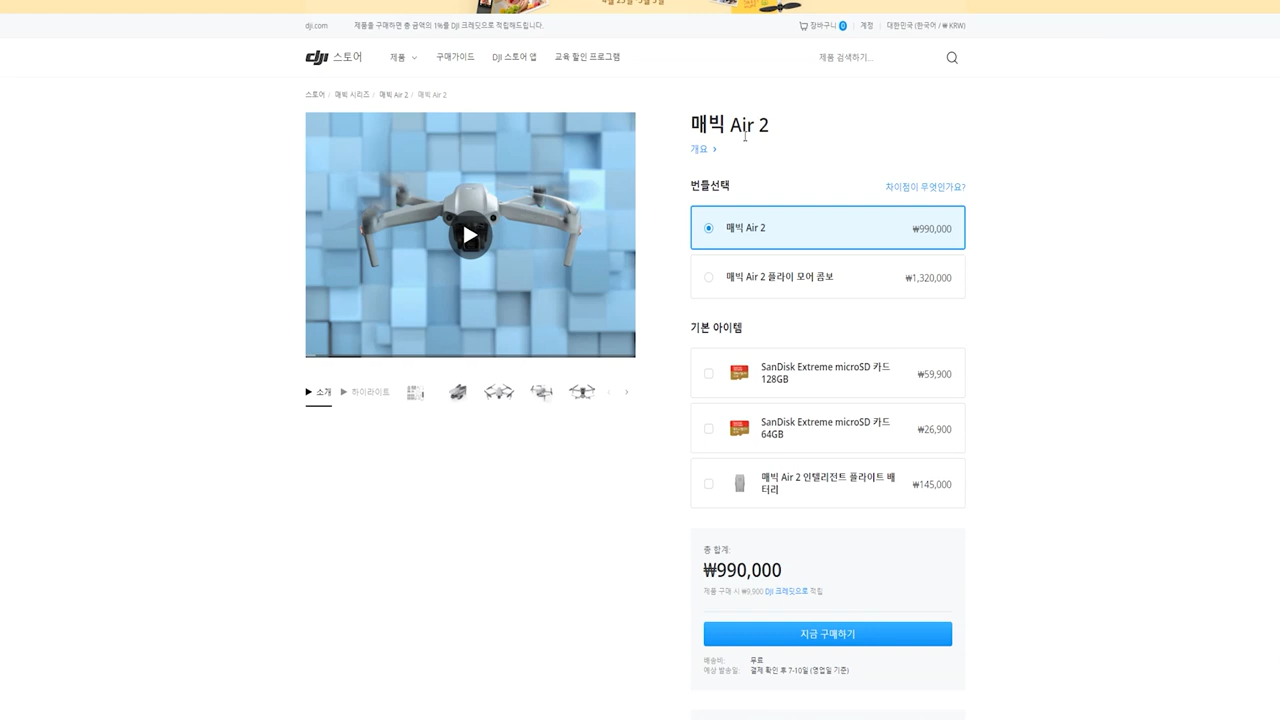 dji.com
제품을 구매하면 총 금액의 1%를 DJI 크레딧으로 적립해드립니다.
장바구니 0
계정
대한민국 (한국어 / ₩ KRW)
dji 스토어
제품
구매가이드
DJI 스토어 앱
교육 할인 프로그램
제품 검색하기...
스토어 / 매빅 시리즈 / 매빅 Air 2 / 매빅 Air 2
매빅 Air 2
개요 >
번들선택
차이점이 무엇인가요?
매빅 Air 2
₩990,000
매빅 Air 2 플라이 모어 콤보
₩1,320,000
기본 아이템
SanDisk Extreme microSD 카드
128GB
₩59,900
SanDisk Extreme microSD 카드
64GB
₩26,900
매빅 Air 2 인텔리전트 플라이트 배
터리
₩145,000
소개
하이라이트
총 합계:
₩990,000
제품 구매 시 ₩9,900 DJI 크레딧으로 적립
지금 구매하기
배송비: 무료
예상 발송일: 결제 확인 후 7-10일 (영업일 기준)